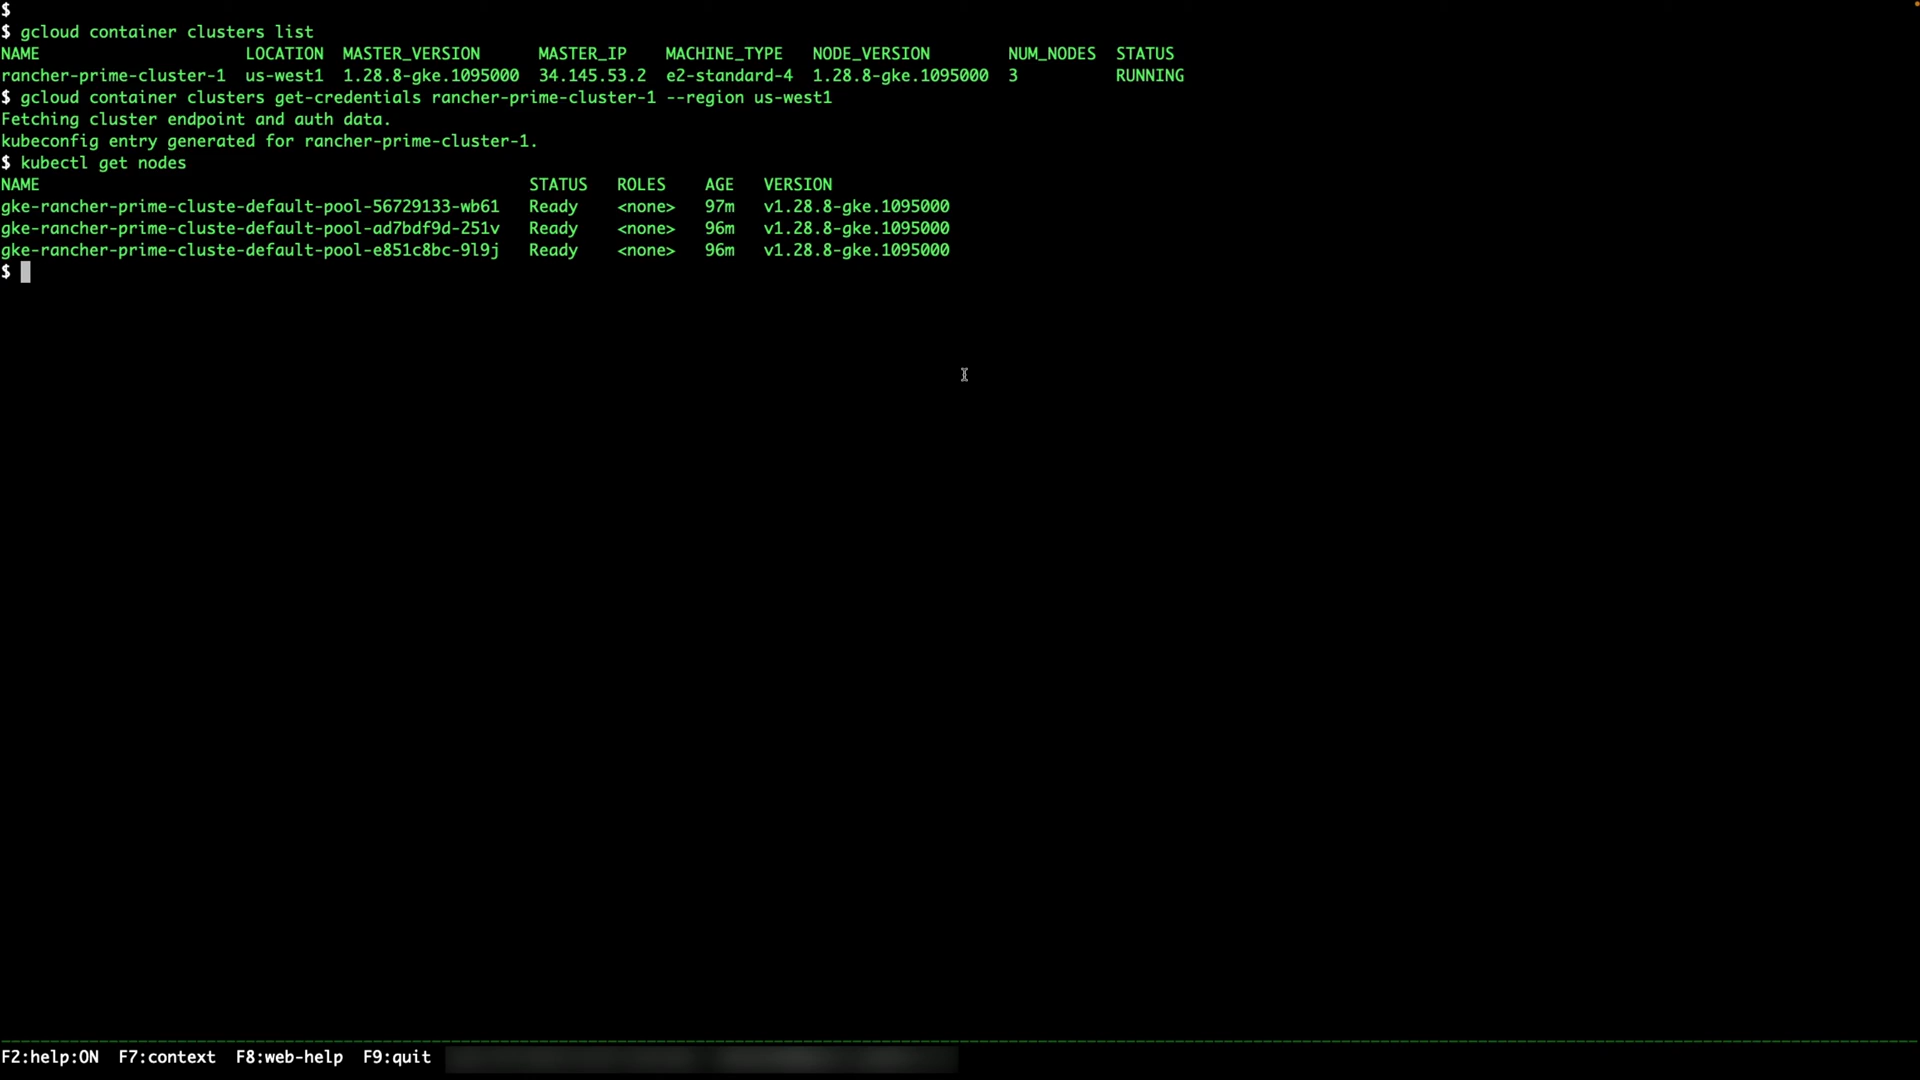 $
$ gcloud container clusters list
NAME LOCATION MASTER_VERSION MASTER_IP MACHINE_TYPE NODE_VERSION NUM_NODES STATUS
rancher-prime-cluster-1 us-west1 1.28.8-gke.1095000 34.145.53.2 e2-standard-4 1.28.8-gke.1095000 3 RUNNING
$ gcloud container clusters get-credentials rancher-prime-cluster-1 --region us-west1
Fetching cluster endpoint and auth data.
kubeconfig entry generated for rancher-prime-cluster-1.
$ kubectl get nodes
NAME STATUS ROLES AGE VERSION
gke-rancher-prime-cluste-default-pool-56729133-wb61 Ready <none> 97m v1.28.8-gke.1095000
gke-rancher-prime-cluste-default-pool-ad7bdf9d-251v Ready <none> 96m v1.28.8-gke.1095000
gke-rancher-prime-cluste-default-pool-e851c8bc-9l9j Ready <none> 96m v1.28.8-gke.1095000
$
F2:help:ON F7:context F8:web-help F9:quit